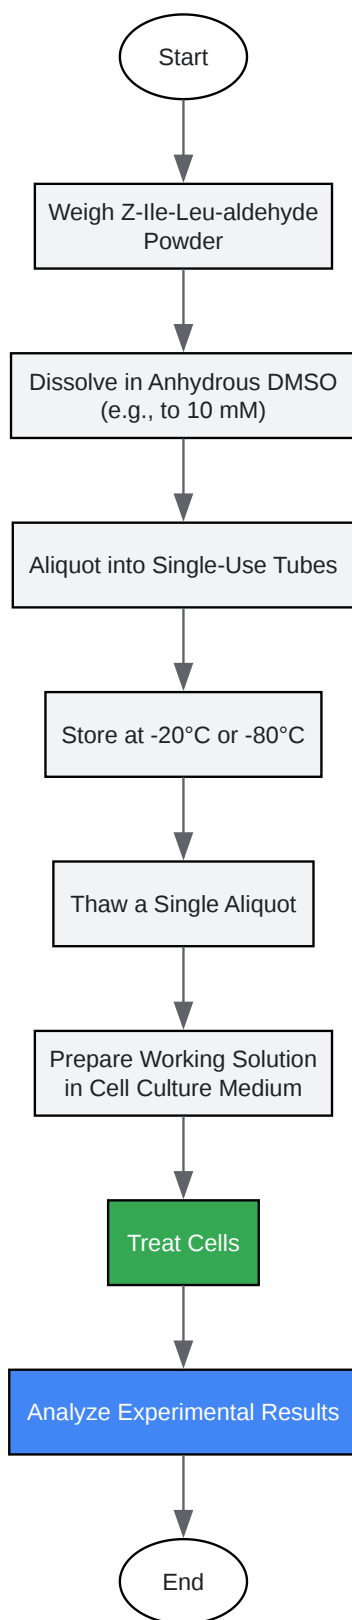 Start
Weigh Z-Ile-Leu-aldehyde
Powder
Dissolve in Anhydrous DMSO
(e.g., to 10 mM)
Aliquot into Single-Use Tubes
Store at -20°C or -80°C
Thaw a Single Aliquot
Prepare Working Solution
in Cell Culture Medium
Treat Cells
Analyze Experimental Results
End